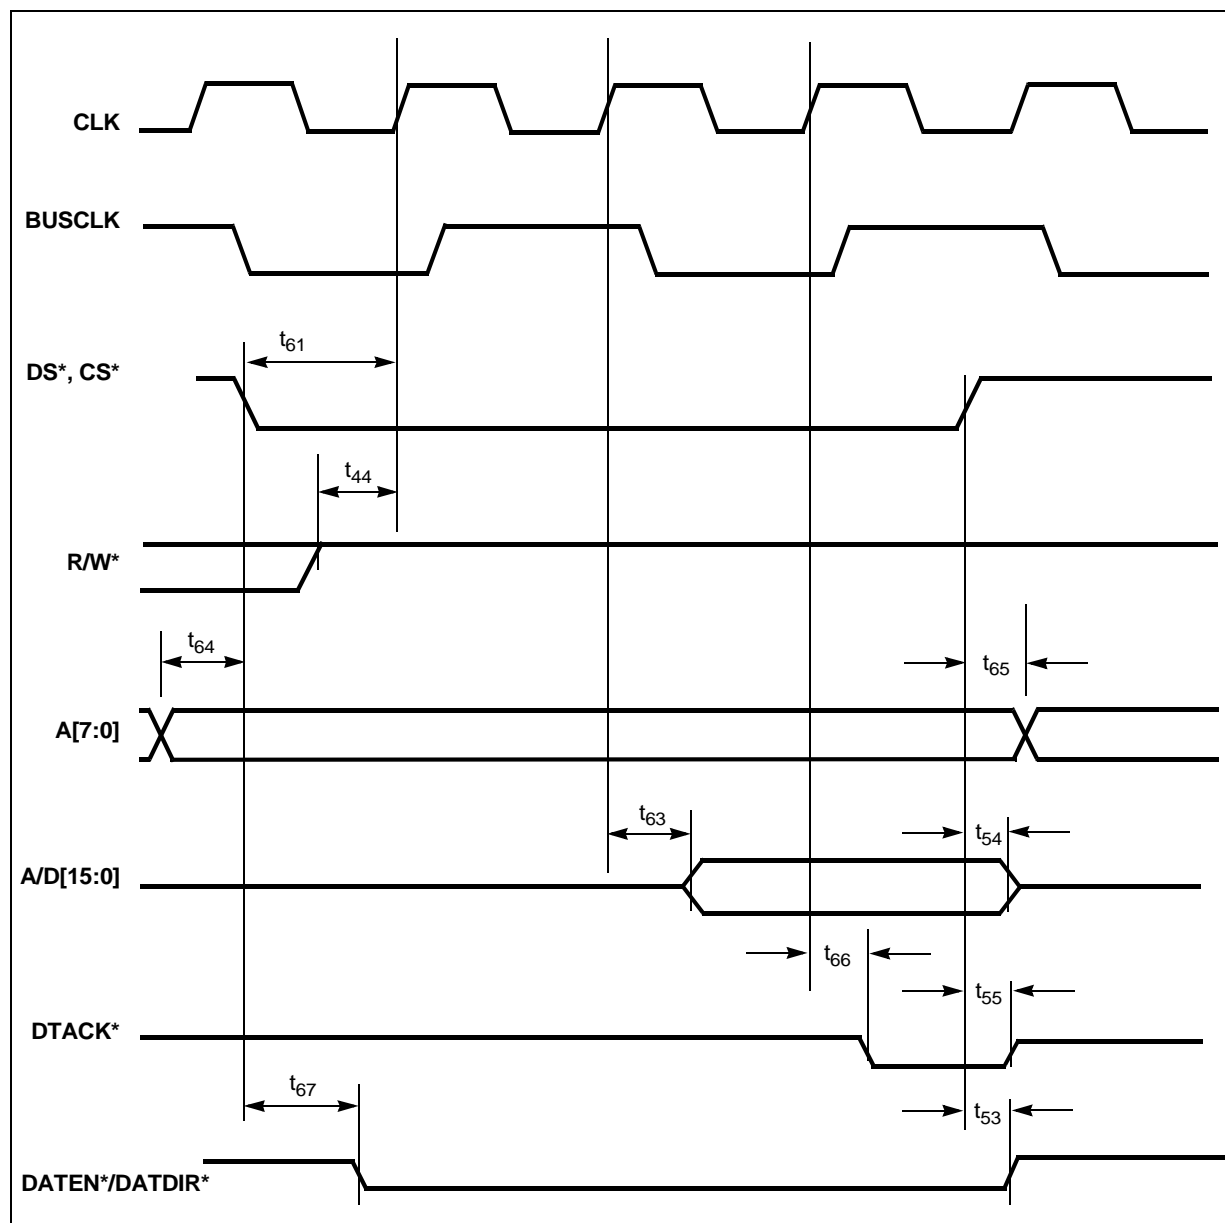 CLK
BUSCLK
t61
DS*, CS*
t44
R/W*
t64
t65
A[7:0]
t63
t54
A/D[15:0]
t66
t55
DTACK*
t67
t53
DATEN*/DATDIR*